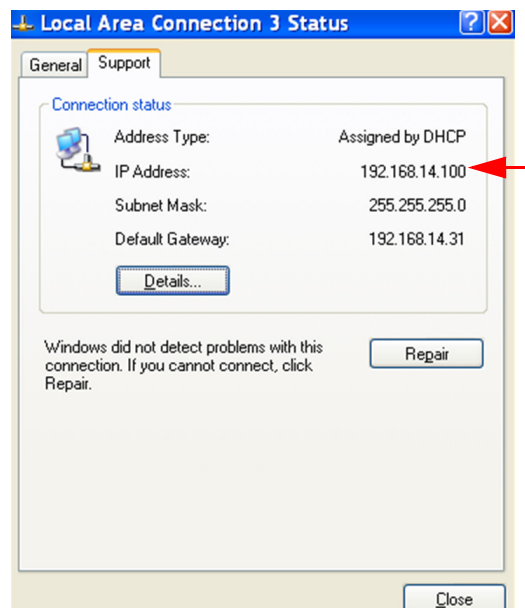 Local Area Connection 3 Status
General Support
Connection status
Address Type: Assigned by DHCP
IP Address: 192.168.14.100
Subnet Mask: 255.255.255.0
Default Gateway: 192.168.14.31
Details...
Windows did not detect problems with this
connection. If you cannot connect, click
Repair.
Repair
Close